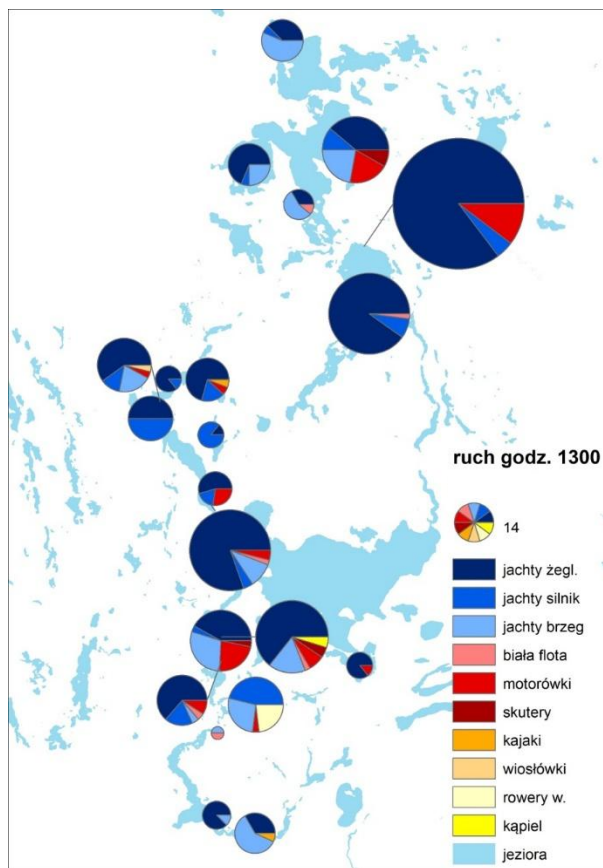 ruch godz. 1300
14
jachty żegl.
jachty silnik
jachty brzeg
biała flota
motorówki
skutery
kajaki
wiosłówki
rowery w.
kąpiel
jeziora